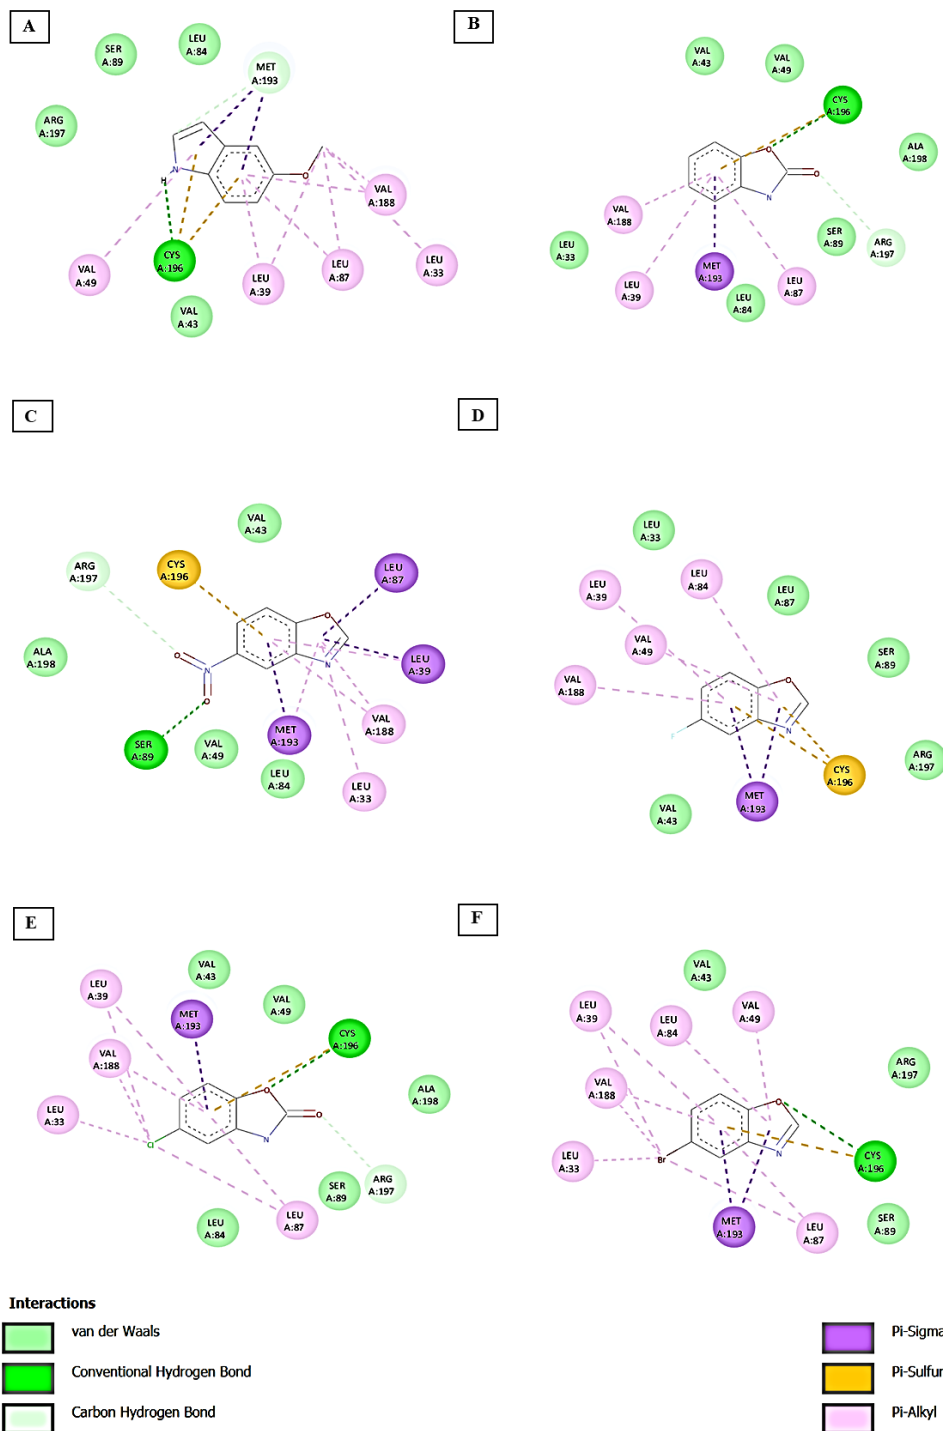 A
B
SER
A:89
LEU
A:84
MET
A:193
ARG
A:197
N
H
O
VAL
A:188
VAL
A:49
CYS
A:196
LEU
A:39
LEU
A:87
LEU
A:33
VAL
A:43
VAL
A:43
VAL
A:49
CYS
A:196
ALA
A:198
O
O
N
VAL
A:188
LEU
A:33
SER
A:89
ARG
A:197
LEU
A:39
MET
A:193
LEU
A:84
LEU
A:87
C
D
VAL
A:43
CYS
A:196
ARG
A:197
LEU
A:87
O
N
ALA
A:198
O
N
O
LEU
A:39
VAL
A:188
MET
A:193
SER
A:89
VAL
A:49
LEU
A:84
LEU
A:33
LEU
A:33
LEU
A:39
LEU
A:84
LEU
A:87
VAL
A:49
SER
A:89
VAL
A:188
O
N
F
ARG
A:197
CYS
A:196
MET
A:193
VAL
A:43
E
F
LEU
A:39
VAL
A:43
MET
A:193
VAL
A:49
CYS
A:196
VAL
A:188
ALA
A:198
LEU
A:33
O
O
N
Cl
SER
A:89
ARG
A:197
LEU
A:84
LEU
A:87
VAL
A:43
LEU
A:39
LEU
A:84
VAL
A:49
ARG
A:197
VAL
A:188
O
N
Br
LEU
A:33
CYS
A:196
MET
A:193
LEU
A:87
SER
A:89
Interactions
van der Waals
Conventional Hydrogen Bond
Carbon Hydrogen Bond
Pi-Sigma
Pi-Sulfur
Pi-Alkyl